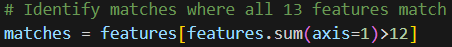 # Identify matches where all 13 features match
matches = features[features.sum(axis=1)>12]